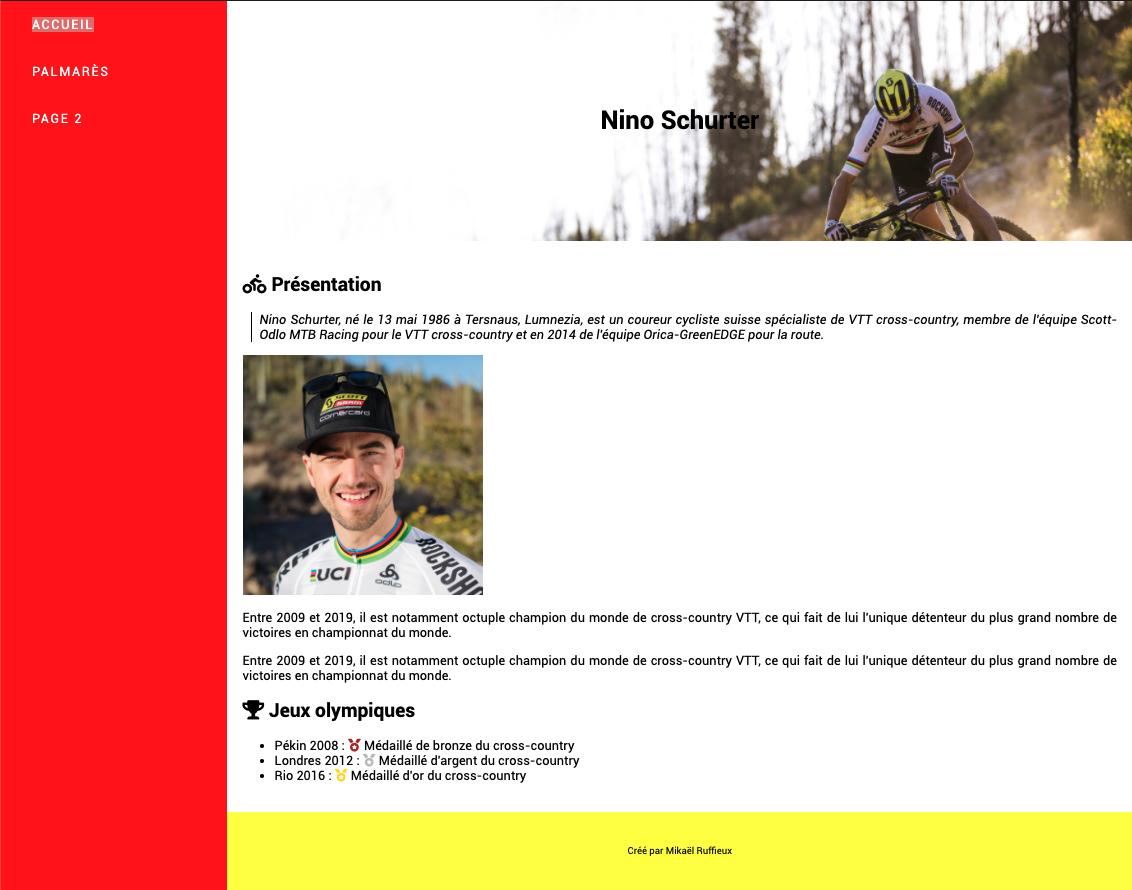 ACCUEIL
PALMARÈS
PAGE 2
Nino Schurter
ROCKSH
SRAM
Présentation
Nino Schurter, né le 13 mai 1986 à Tersnaus, Lumnezia, est un coureur cycliste suisse spécialiste de VTT cross-country, membre de l'équipe Scott-
Odlo MTB Racing pour le VTT cross-country et en 2014 de l'équipe Orica-GreenEDGE pour la route.
SCOTT
SRAM
comercard
UCI
odlo
ROCKSH
Entre 2009 et 2019, il est notamment octuple champion du monde de cross-country VTT, ce qui fait de lui l'unique détenteur du plus grand nombre de
victoires en championnat du monde.
Entre 2009 et 2019, il est notamment octuple champion du monde de cross-country VTT, ce qui fait de lui l'unique détenteur du plus grand nombre de
victoires en championnat du monde.
Jeux olympiques
Pékin 2008 : Médaillé de bronze du cross-country
Londres 2012 : Médaillé d'argent du cross-country
Rio 2016 : Médaillé d'or du cross-country
Créé par Mikaël Ruffieux